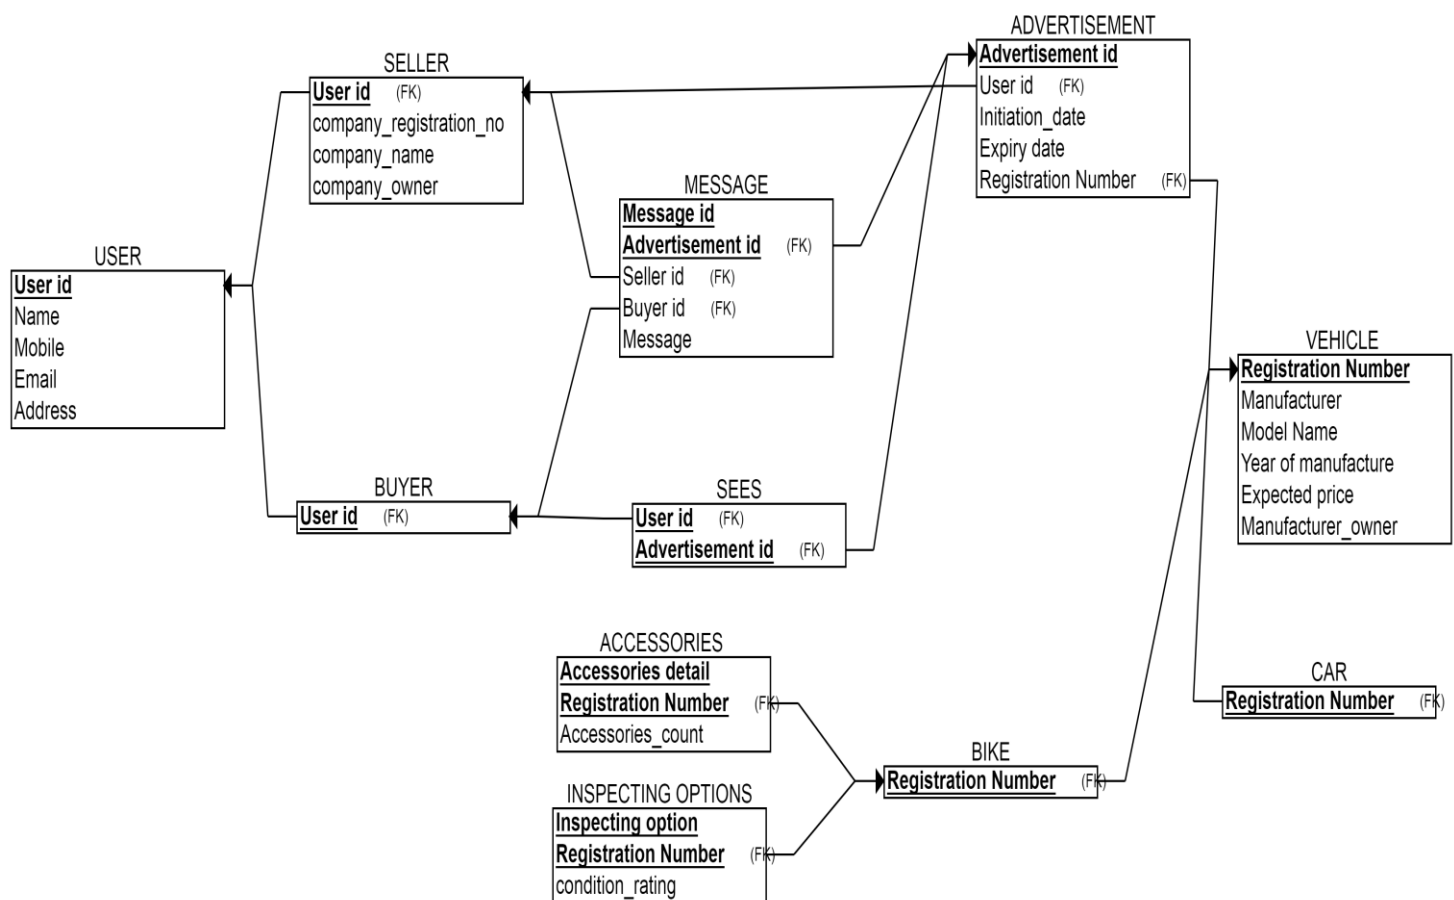 ADVERTISEMENT
Advertisement id
User id (FK)
Initiation_date
Expiry date
Registration Number (FK)
SELLER
User id (FK)
company_registration_no
company_name
company_owner
MESSAGE
Message id
Advertisement id (FK)
Seller id (FK)
Buyer id (FK)
Message
USER
User id
Name
Mobile
Email
Address
VEHICLE
Registration Number
Manufacturer
Model Name
Year of manufacture
Expected price
Manufacturer_owner
BUYER
User id (FK)
SEES
User id (FK)
Advertisement id (FK)
ACCESSORIES
Accessories detail
Registration Number (FK)
Accessories_count
CAR
Registration Number (FK)
BIKE
Registration Number (FK)
INSPECTING OPTIONS
Inspecting option
Registration Number (FK)
condition_rating